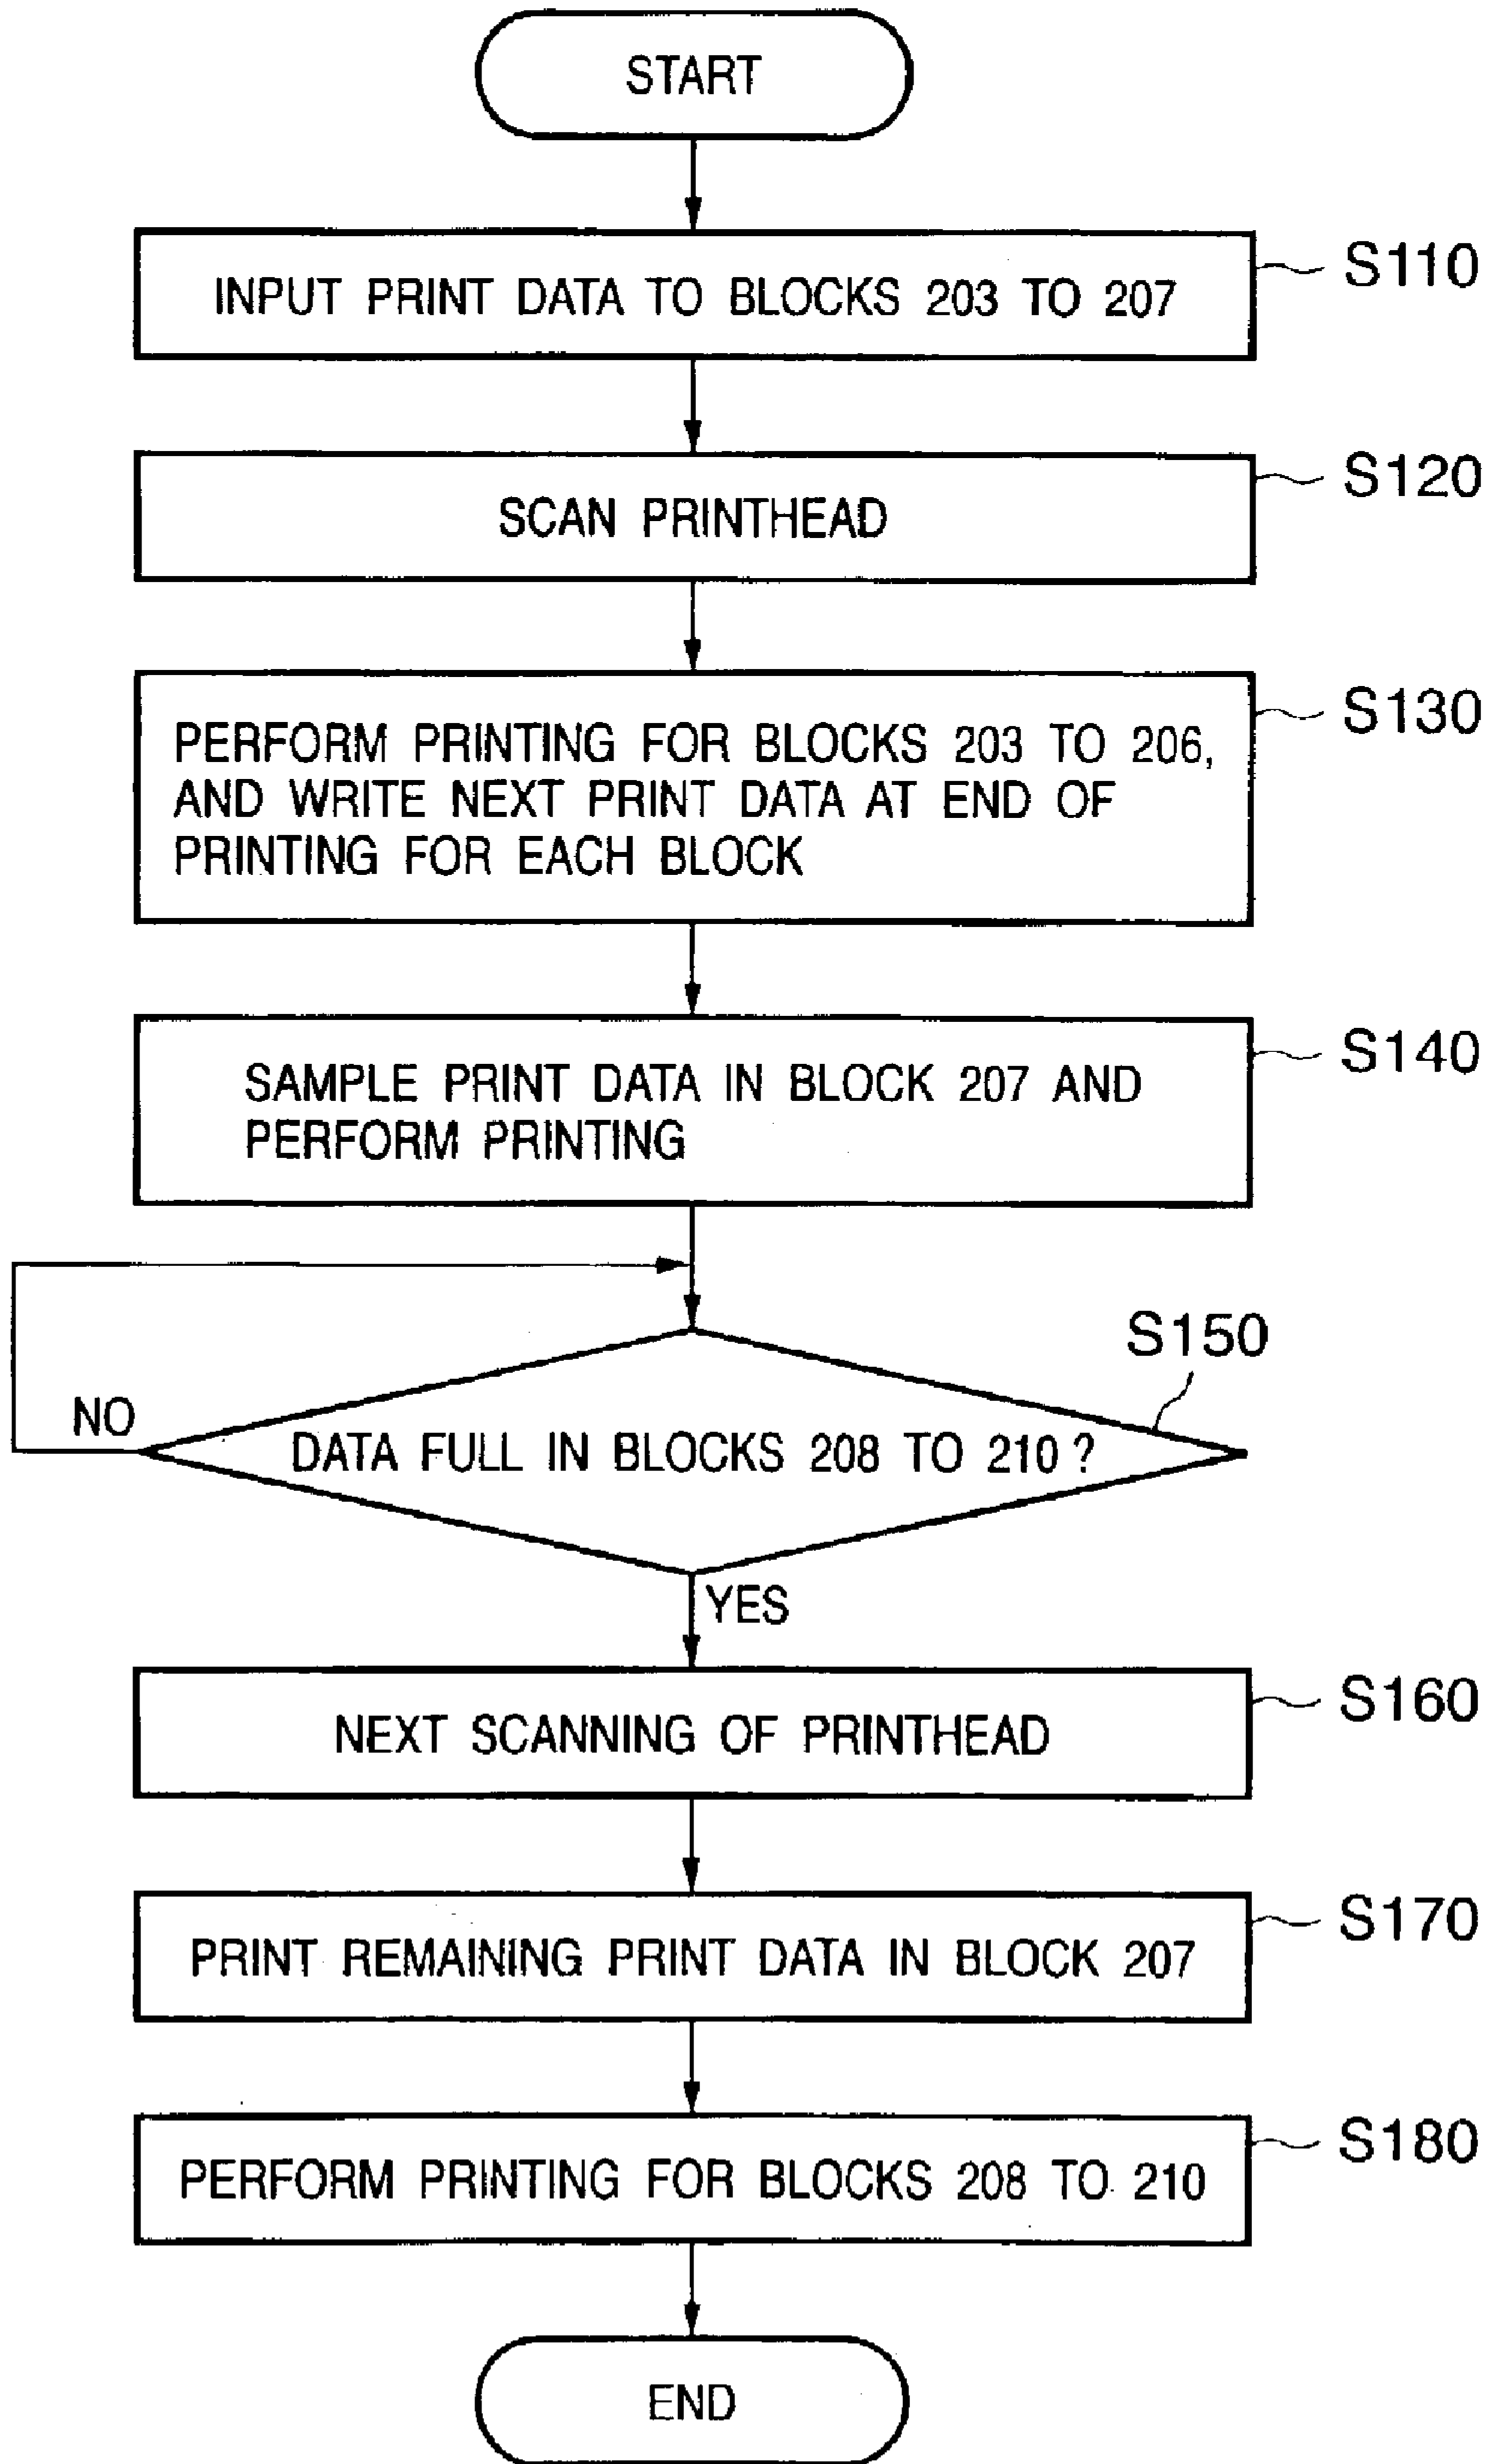 START
INPUT PRINT DATA TO BLOCKS 203 TO 207
S110
SCAN PRINTHEAD
S120
PERFORM PRINTING FOR BLOCKS 203 TO 206,
AND WRITE NEXT PRINT DATA AT END OF
PRINTING FOR EACH BLOCK
S130
SAMPLE PRINT DATA IN BLOCK 207 AND
PERFORM PRINTING
S140
S150
NO
DATA FULL IN BLOCKS 208 TO 210 ?
YES
NEXT SCANNING OF PRINTHEAD
S160
PRINT REMAINING PRINT DATA IN BLOCK 207
S170
PERFORM PRINTING FOR BLOCKS 208 TO 210
S180
END